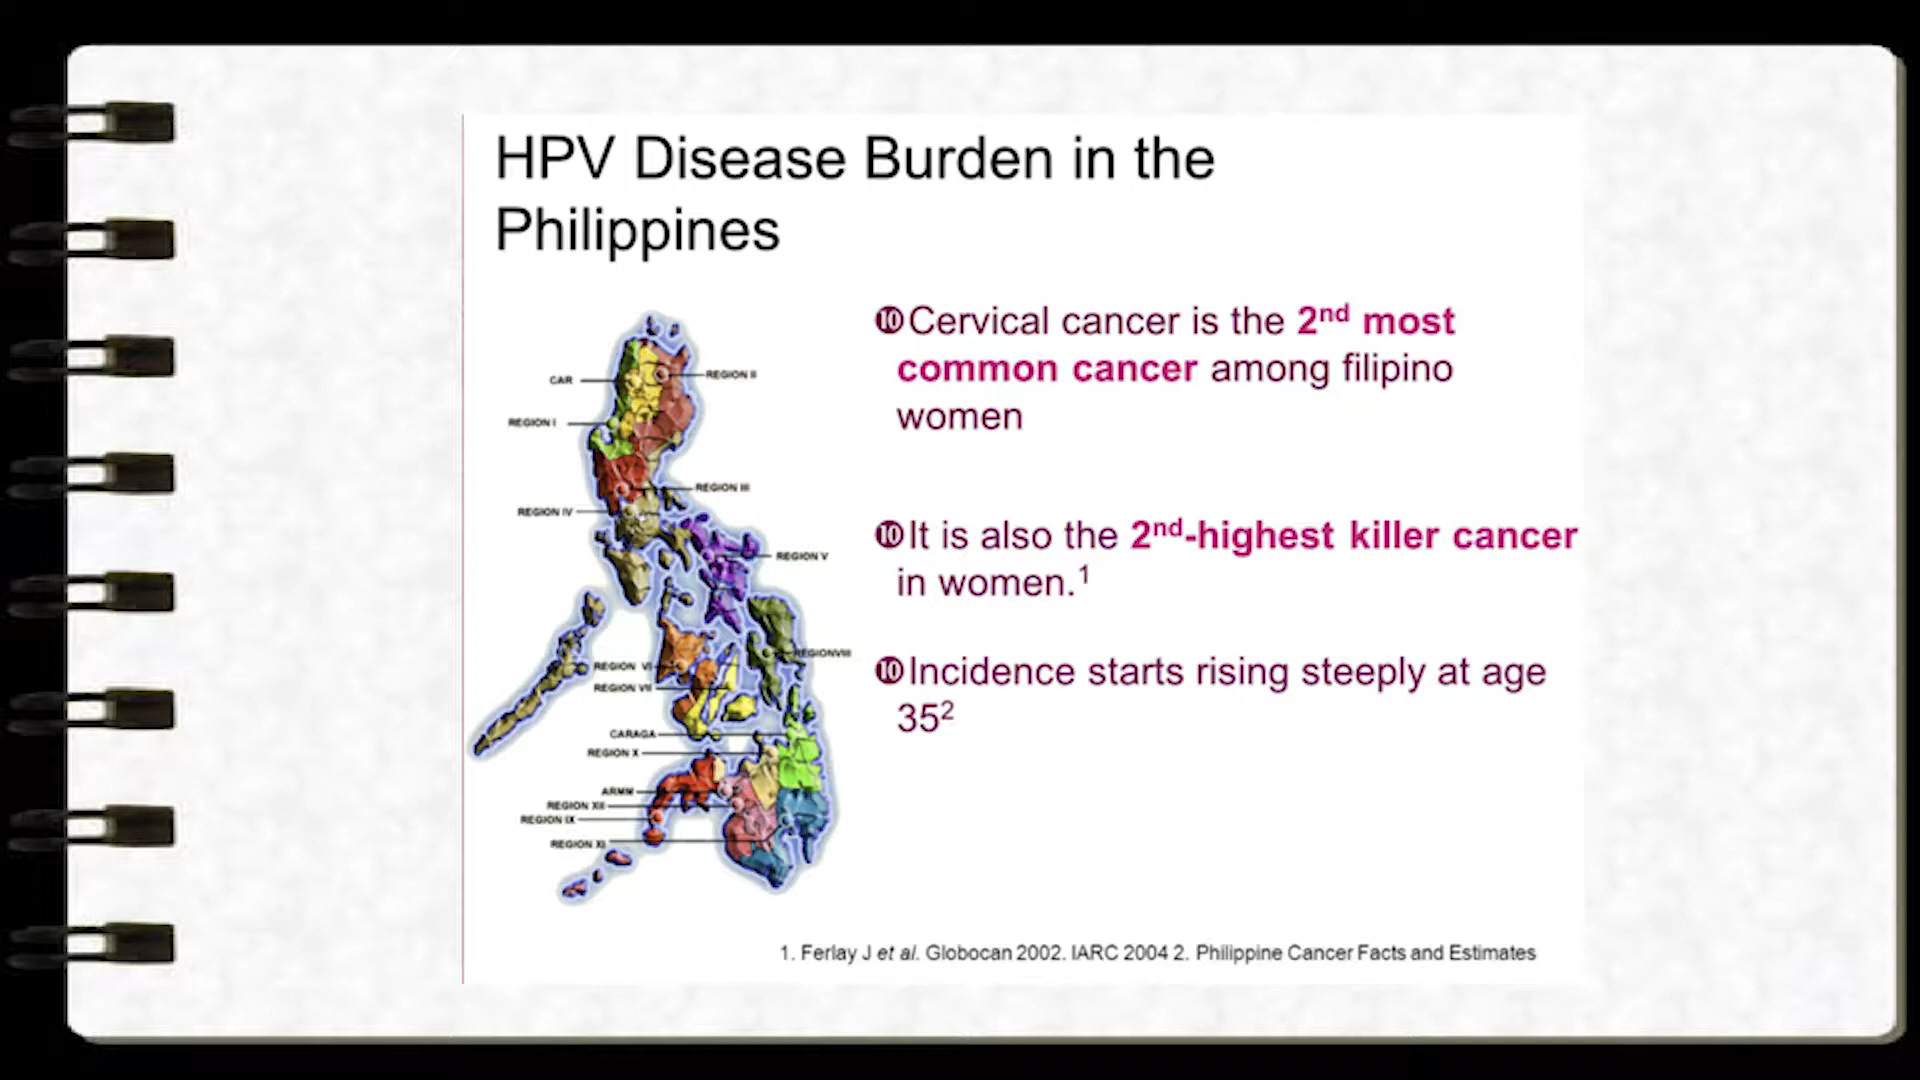 HPV Disease Burden in the
Philippines
CAR
REGION II
REGION I
REGION III
REGION IV
REGION V
REGIONVIII
REGION VI
REGION VII
CARAGA
REGION X
ARMM
REGION XII
REGION IX
REGION XI
❿Cervical cancer is the 2nd most
common cancer among filipino
women
❿It is also the 2nd-highest killer cancer
in women.1
❿Incidence starts rising steeply at age
352
1. Ferlay J et al. Globocan 2002. IARC 2004 2. Philippine Cancer Facts and Estimates